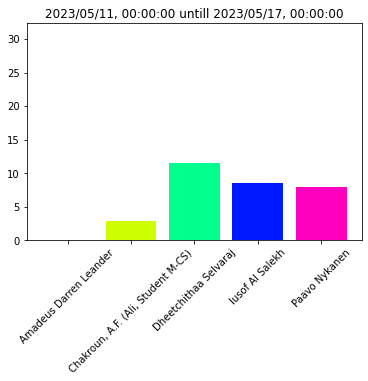 2023/05/11, 00:00:00 untill 2023/05/17, 00:00:00
30
25
20
15
10
5
0
Amadeus Darren Leander
Chakroun, A.F. (Ali, Student M-CS)
Dheetchithaa Selvaraj
Iusof Al Salekh
Paavo Nykanen